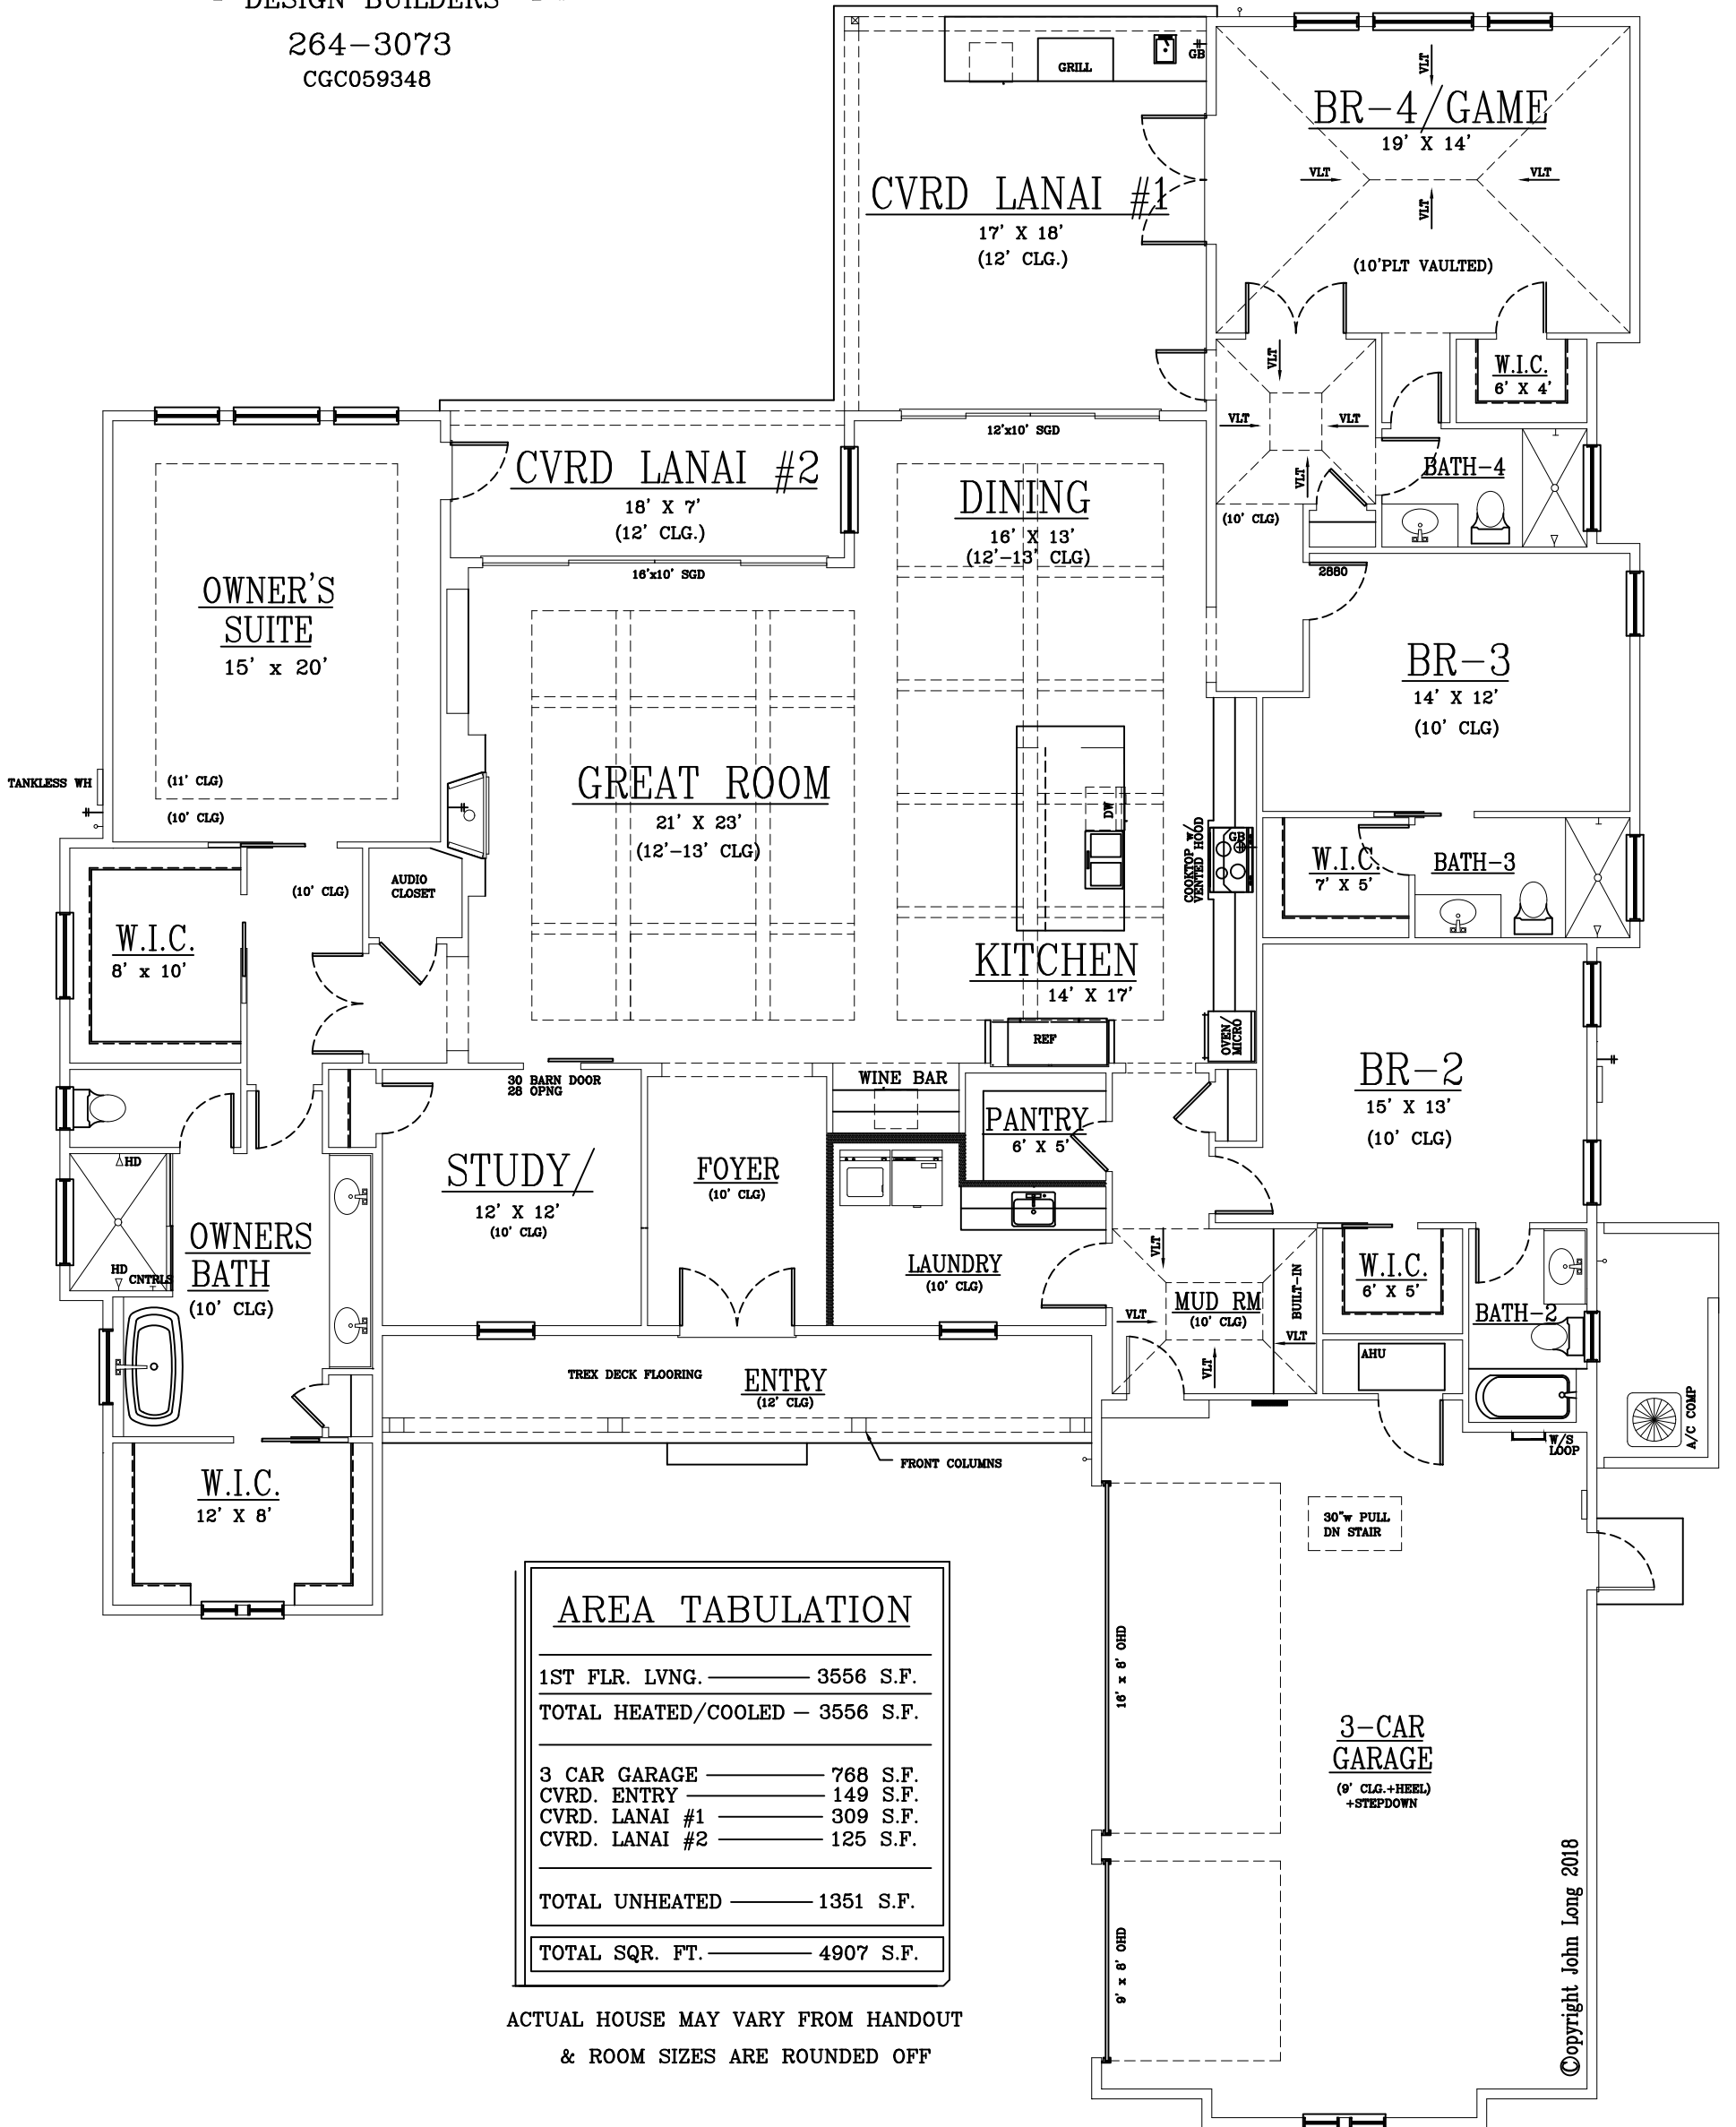 DESIGN BUILDERS
264-3073
CGC059348
GRILL
GB
VLT
BR-4/GAME
19' X 14'
VLT
VLT
VLT
(10'PLT VAULTED)
CVRD LANAI #1
17' X 18'
(12' CLG.)
W.I.C.
6' X 4'
VLT
VLT
VLT
VLT
(10' CLG)
BATH-4
12'x10' SGD
CVRD LANAI #2
18' X 7'
(12' CLG.)
16'x10' SGD
DINING
16' X 13'
(12'-13' CLG)
2880
OWNER'S
SUITE
15' x 20'
(11' CLG)
(10' CLG)
TANKLESS WH
BR-3
14' X 12'
(10' CLG)
GREAT ROOM
21' X 23'
(12'-13' CLG)
DW
COOKTOP W/
VENTED HOOD
GB
W.I.C.
7' X 5'
BATH-3
AUDIO
CLOSET
(10' CLG)
W.I.C.
8' x 10'
KITCHEN
14' X 17'
REF
OVEN/
MICRO
30 BARN DOOR
28 OPNG
WINE BAR
PANTRY
6' X 5'
BR-2
15' X 13'
(10' CLG)
STUDY/
12' X 12'
(10' CLG)
FOYER
(10' CLG)
HD
HD
CNTRLS
OWNERS
BATH
(10' CLG)
LAUNDRY
(10' CLG)
VLT
VLT
VLT
VLT
MUD RM
(10' CLG)
BUILT-IN
W.I.C.
6' X 5'
BATH-2
AHU
A/C COMP
W/S
LOOP
TREX DECK FLOORING
ENTRY
(12' CLG)
FRONT COLUMNS
W.I.C.
12' X 8'
30"w PULL
DN STAIR
16' x 8' OHD
9' x 8' OHD
3-CAR
GARAGE
(9' CLG.+HEEL)
+STEPDOWN
©opyright John Long 2018
AREA TABULATION
1ST FLR. LVNG. 3556 S.F.
TOTAL HEATED/COOLED - 3556 S.F.
3 CAR GARAGE 768 S.F.
CVRD. ENTRY 149 S.F.
CVRD. LANAI #1 309 S.F.
CVRD. LANAI #2 125 S.F.
TOTAL UNHEATED 1351 S.F.
TOTAL SQR. FT. 4907 S.F.
ACTUAL HOUSE MAY VARY FROM HANDOUT
& ROOM SIZES ARE ROUNDED OFF